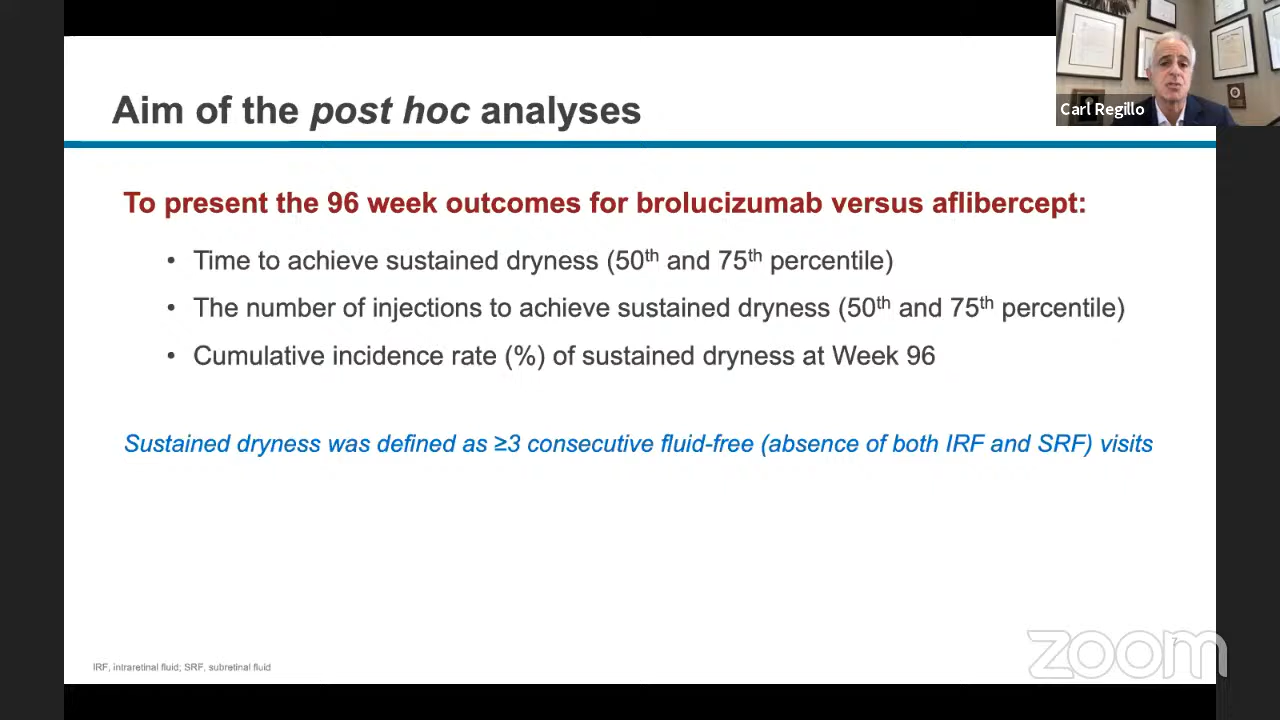 Carl Regillo
Aim of the post hoc analyses
To present the 96 week outcomes for brolucizumab versus aflibercept:
• Time to achieve sustained dryness (50th and 75th percentile)
• The number of injections to achieve sustained dryness (50th and 75th percentile)
• Cumulative incidence rate (%) of sustained dryness at Week 96
Sustained dryness was defined as ≥3 consecutive fluid-free (absence of both IRF and SRF) visits
IRF, intraretinal fluid; SRF, subretinal fluid
7
zoom